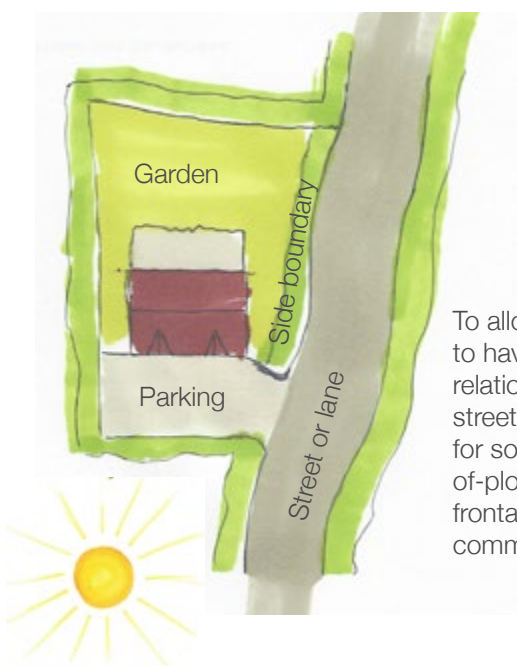 Garden
Side boundary
Parking
Street or lane
To allo
to hav
relatio
street
for so
of-plo
fronta
comm